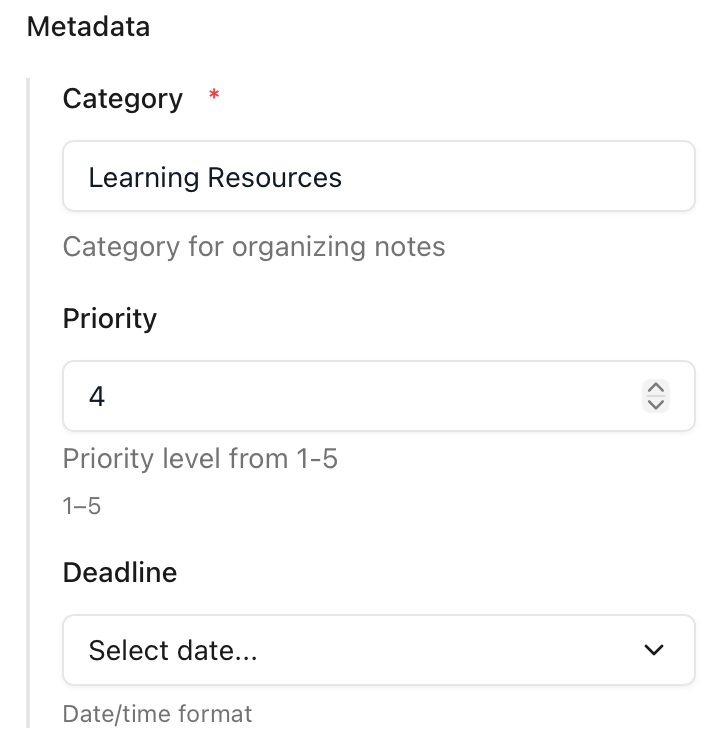 Metadata
Category *
Learning Resources
Category for organizing notes
Priority
4
Priority level from 1-5
1–5
Deadline
Select date...
Date/time format